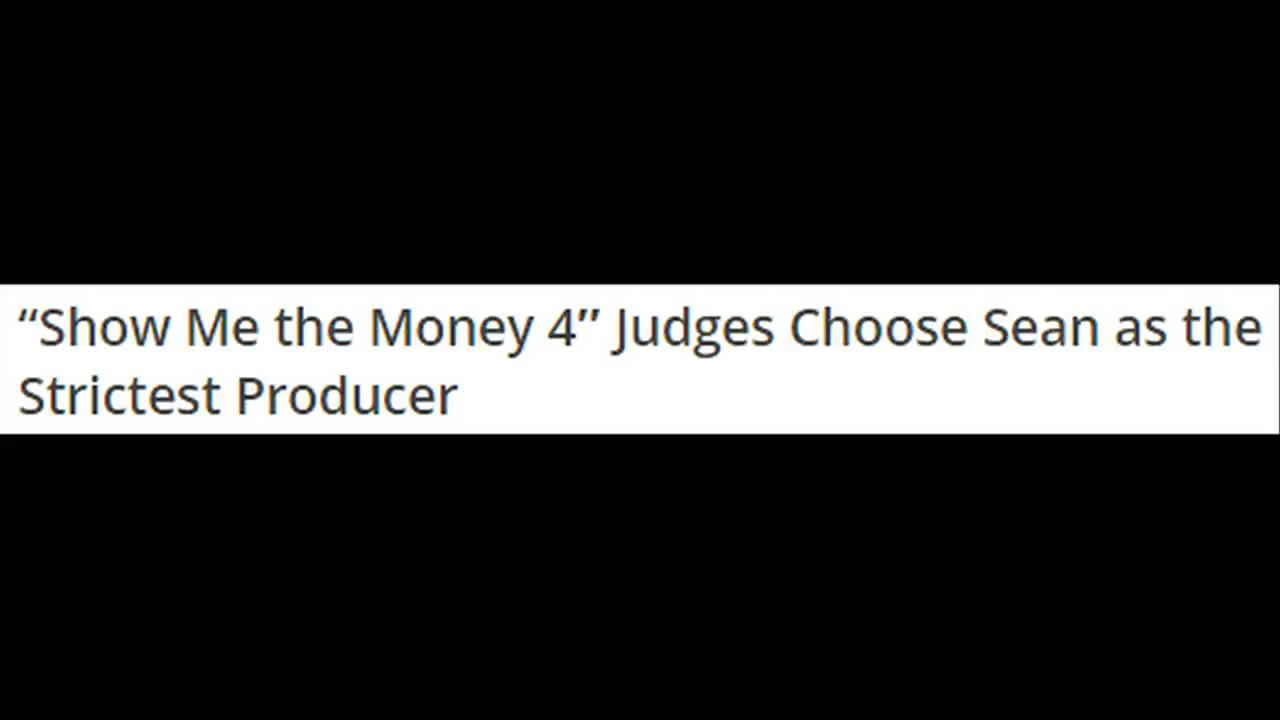 “Show Me the Money 4” Judges Choose Sean as the
Strictest Producer